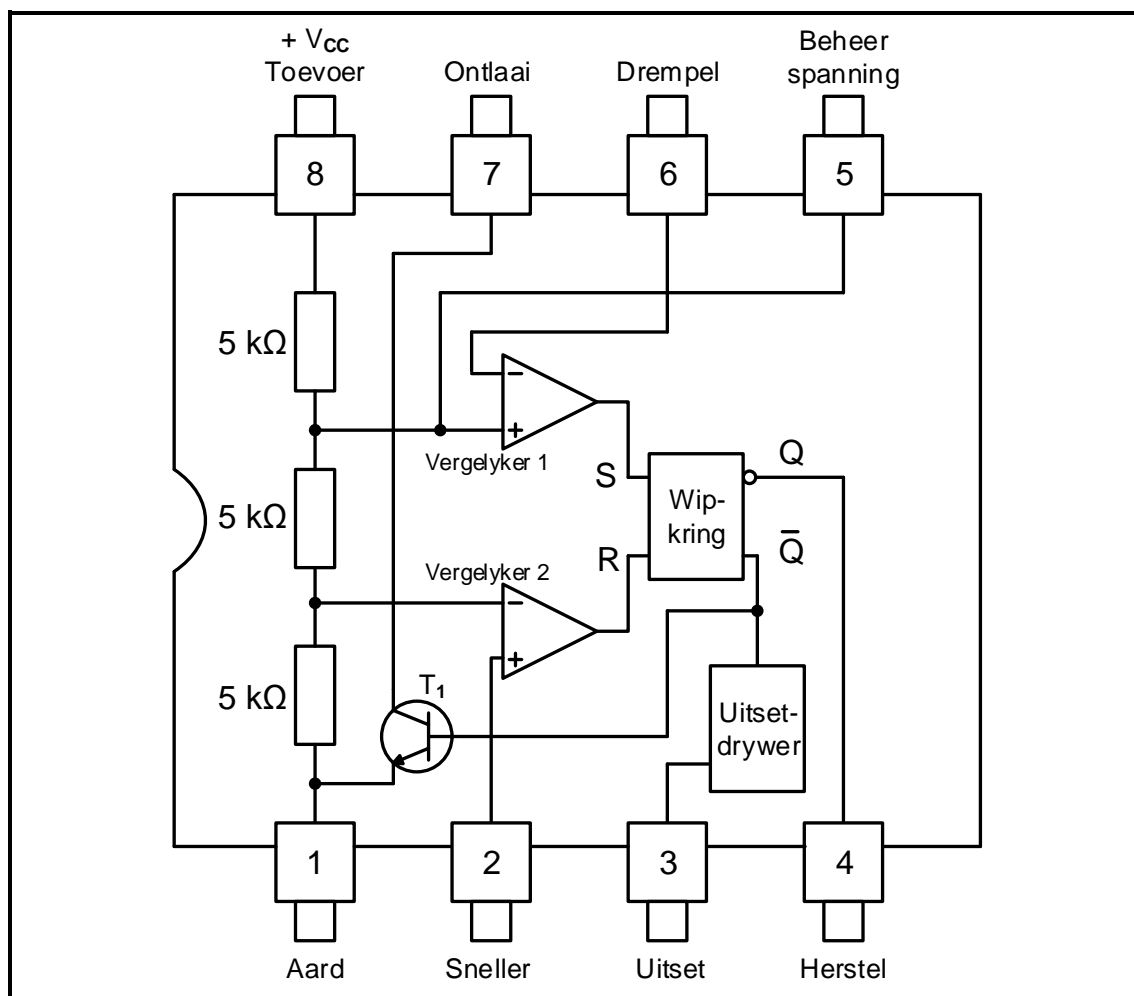 + Vcc
Toevoer
Ontlaai
Drempel
Beheer
spanning
8
7
6
5
5 kΩ
Vergelyker 1
S
Q
Wip-
kring
5 kΩ
R
Q̅
Vergelyker 2
5 kΩ
T1
Uitset-
drywer
1
2
3
4
Aard
Sneller
Uitset
Herstel